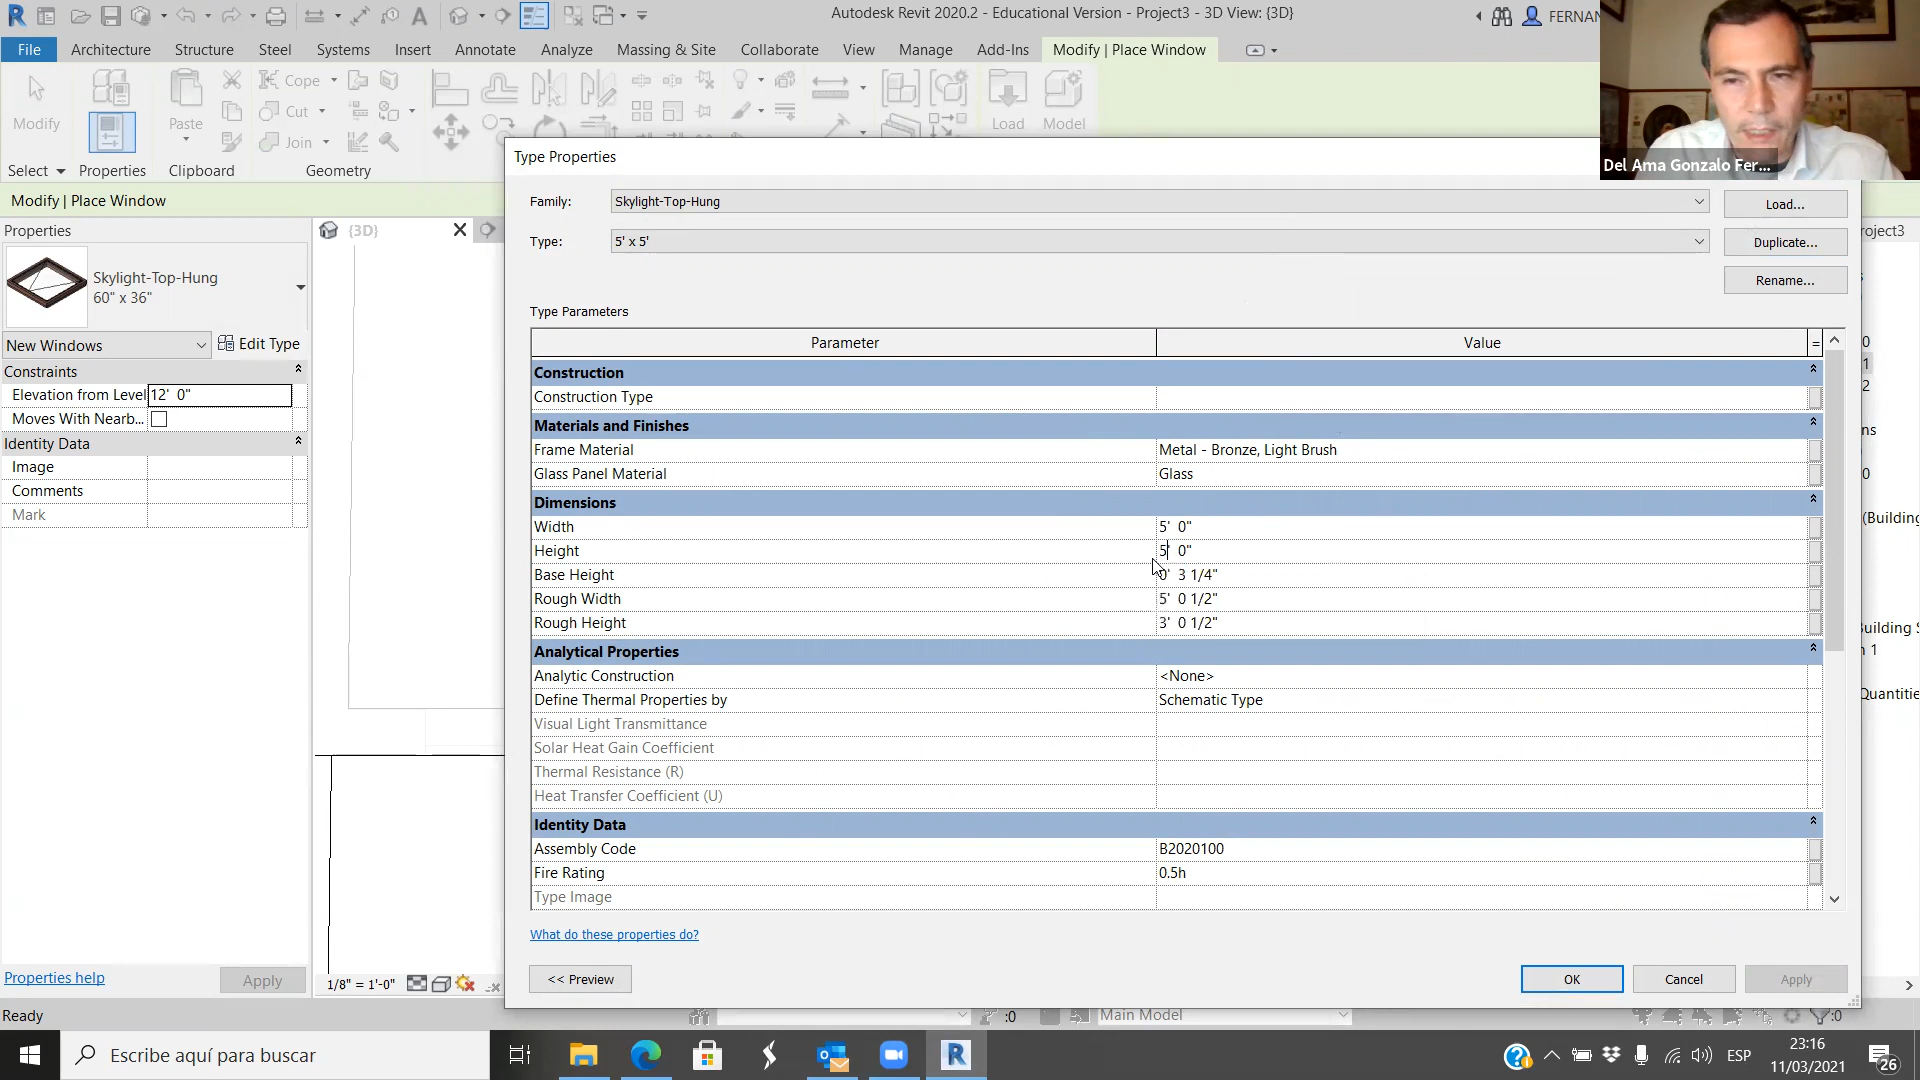 Autodesk Revit 2020.2 - Educational Version - Project3 - 3D View: {3D}
File
Architecture
Structure
Steel
Systems
Insert
Annotate
Analyze
Massing & Site
Collaborate
View
Manage
Add-Ins
Modify | Place Window
Modify
Paste
Cope
Cut
Join
Load
Model
Select
Properties
Clipboard
Geometry
Modify | Place Window
Del Ama Gonzalo Fer...
Properties
Skylight-Top-Hung
60" x 36"
New Windows
Edit Type
Constraints
Elevation from Level
12' 0"
Moves With Nearb...
Identity Data
Image
Comments
Mark
Properties help
Apply
{3D}
1/8" = 1'-0"
Type Properties
Family:
Skylight-Top-Hung
Load...
Type:
5' x 5'
Duplicate...
Rename...
Type Parameters
Parameter
Value
=
Construction
Construction Type
Materials and Finishes
Frame Material
Metal - Bronze, Light Brush
Glass Panel Material
Glass
Dimensions
Width
5' 0"
Height
5' 0"
Base Height
0' 3 1/4"
Rough Width
5' 0 1/2"
Rough Height
3' 0 1/2"
Analytical Properties
Analytic Construction
<None>
Define Thermal Properties by
Schematic Type
Visual Light Transmittance
Solar Heat Gain Coefficient
Thermal Resistance (R)
Heat Transfer Coefficient (U)
Identity Data
Assembly Code
B2020100
Fire Rating
0.5h
Type Image
What do these properties do?
<< Preview
OK
Cancel
Apply
Ready
:0
Main Model
:0
Escribe aquí para buscar
ESP
23:16
11/03/2021
26